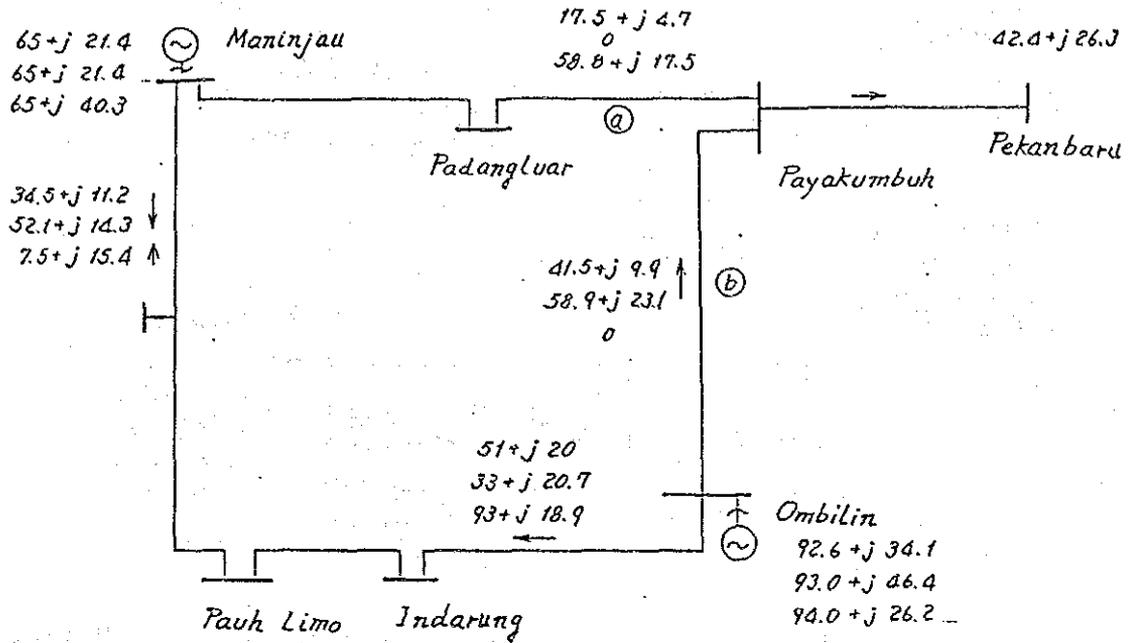 17.5 + j 4.7
0
58.8 + j 17.5
42.4 + j 26.3
65 + j 21.4
65 + j 21.4
65 + j 40.3
Maninjau
a
Padangluar
Payakumbuh
Pekanbaru
34.5 + j 11.2
52.1 + j 14.3
7.5 + j 15.4
41.5 + j 9.9
58.9 + j 23.1
0
b
51 + j 20
33 + j 20.7
93 + j 18.9
Ombilin
92.6 + j 34.1
93.0 + j 46.4
94.0 + j 26.2
Pauh Limo
Indarung